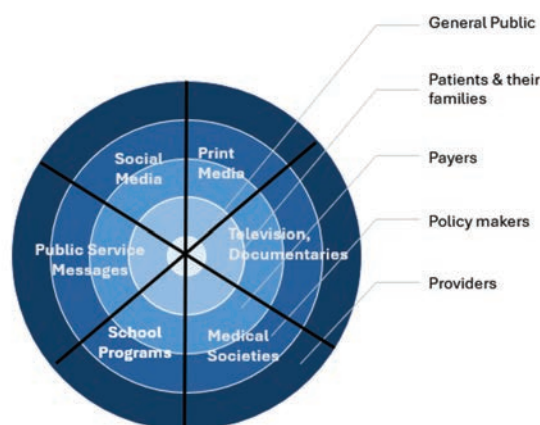 General Public
Patients & their
families
Payers
Policy makers
Providers
Social
Media
Print
Media
Television,
Documentaries
Public Service
Messages
School
Programs
Medical
Societies